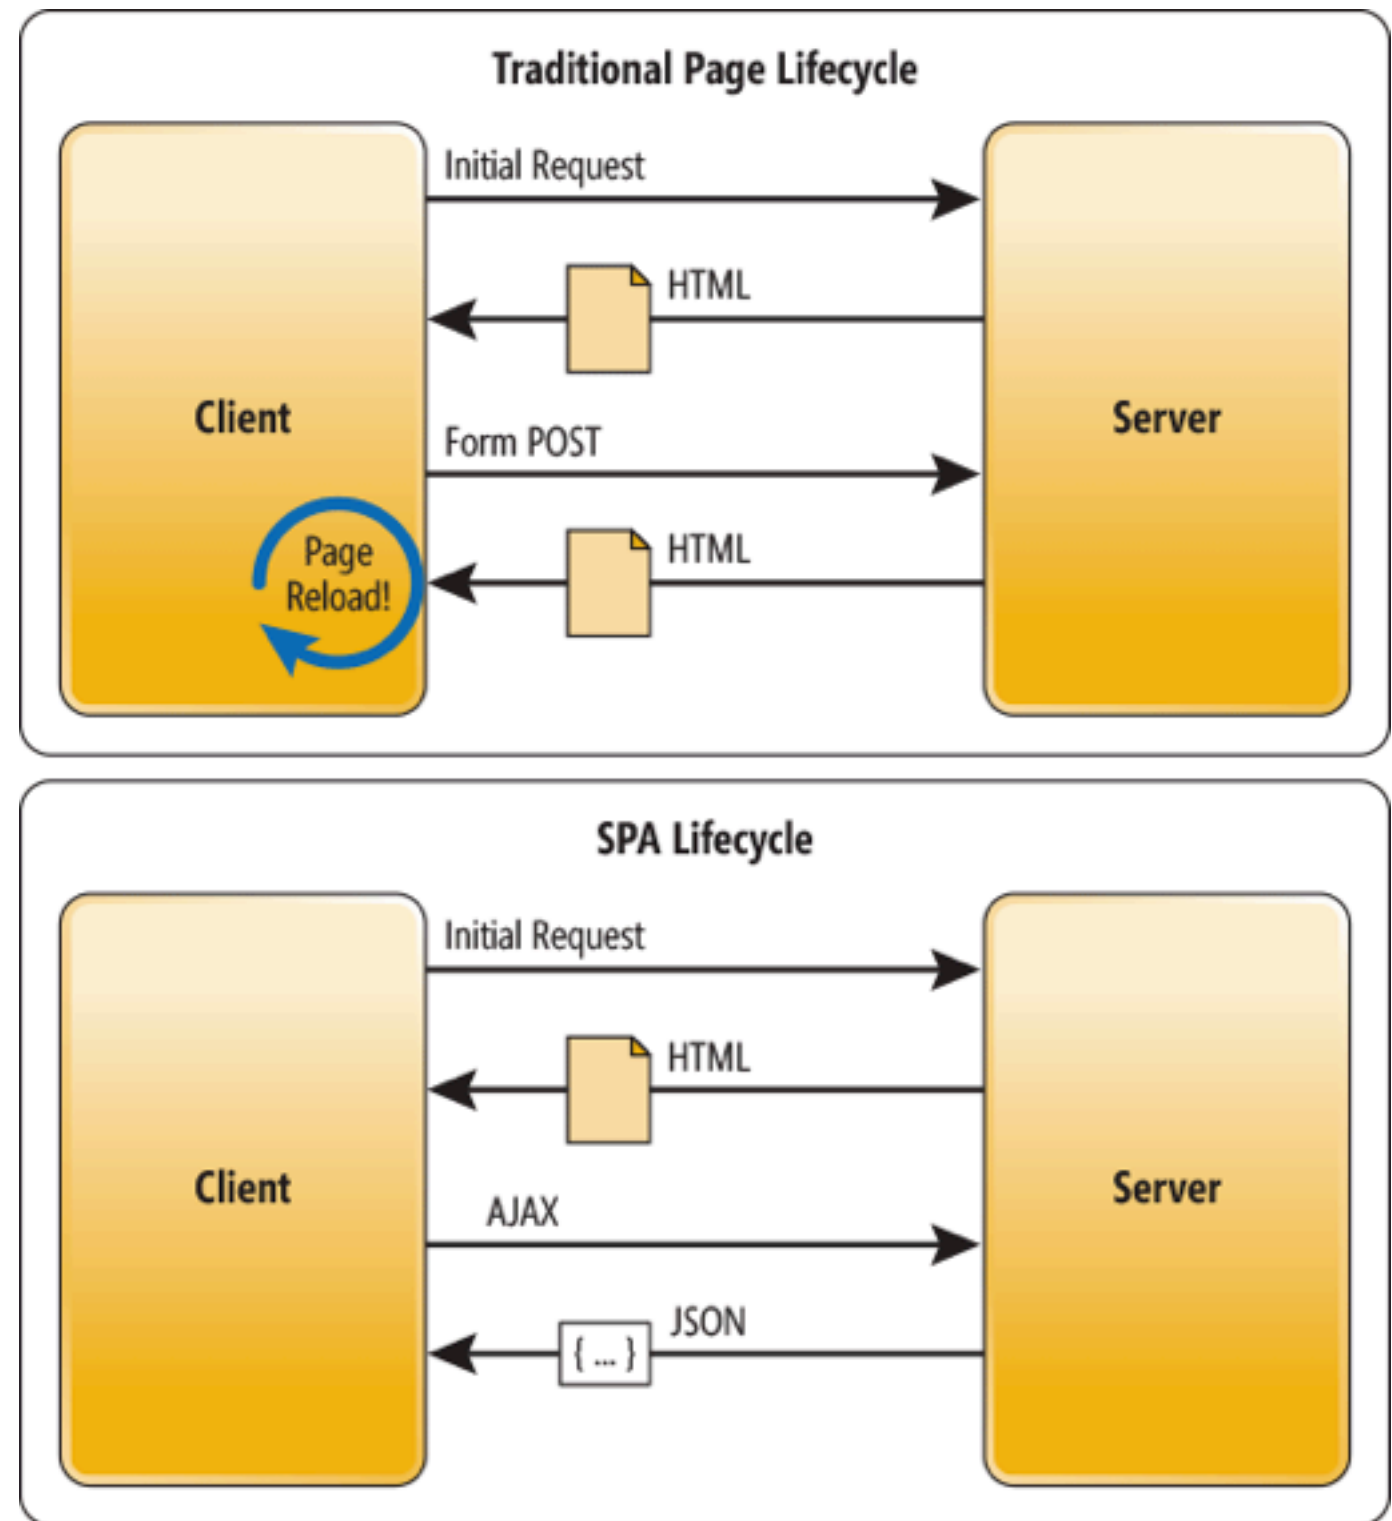 Traditional Page Lifecycle
Initial Request
HTML
Client
Server
Form POST
HTML
Page
Reload!
SPA Lifecycle
Initial Request
HTML
Client
Server
AJAX
JSON
{ ... }